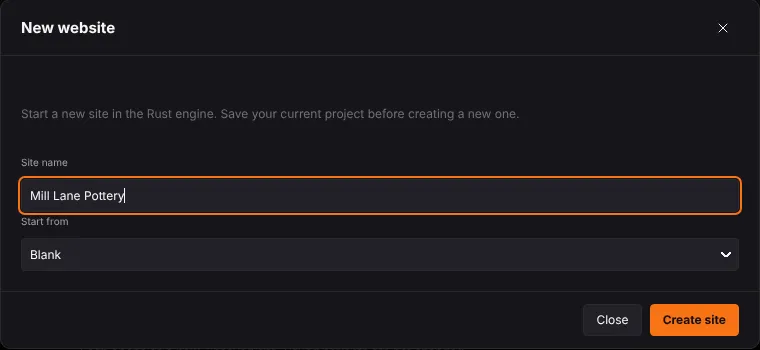 New website
Start a new site in the Rust engine. Save your current project before creating a new one.
Site name
Mill Lane Pottery
Start from
Blank
Close
Create site